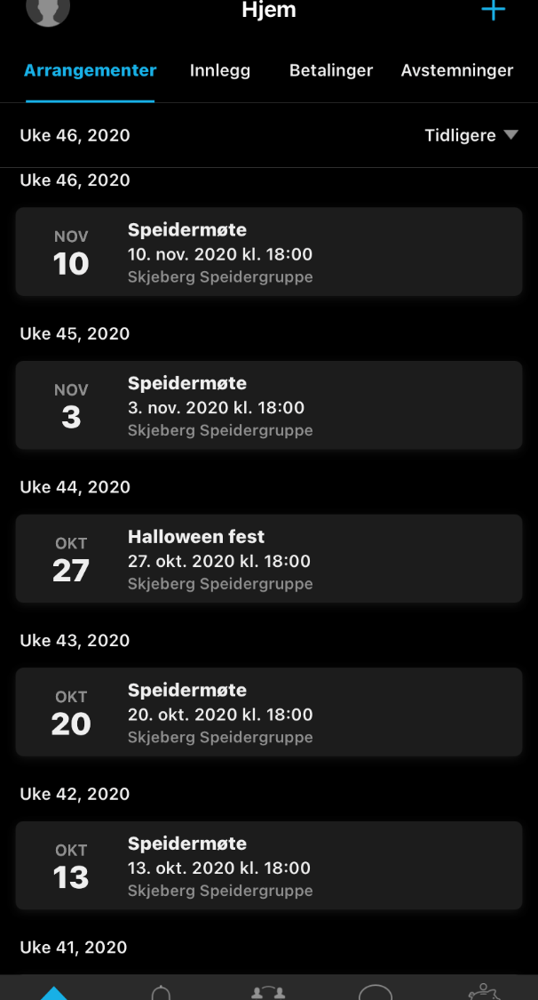 Hjem
Arrangementer Innlegg Betalinger Avstemninger
Uke 46, 2020 Tidligere
Uke 46, 2020
NOV
10
Speidermøte
10. nov. 2020 kl. 18:00
Skjeberg Speidergruppe
Uke 45, 2020
NOV
3
Speidermøte
3. nov. 2020 kl. 18:00
Skjeberg Speidergruppe
Uke 44, 2020
OKT
27
Halloween fest
27. okt. 2020 kl. 18:00
Skjeberg Speidergruppe
Uke 43, 2020
OKT
20
Speidermøte
20. okt. 2020 kl. 18:00
Skjeberg Speidergruppe
Uke 42, 2020
OKT
13
Speidermøte
13. okt. 2020 kl. 18:00
Skjeberg Speidergruppe
Uke 41, 2020